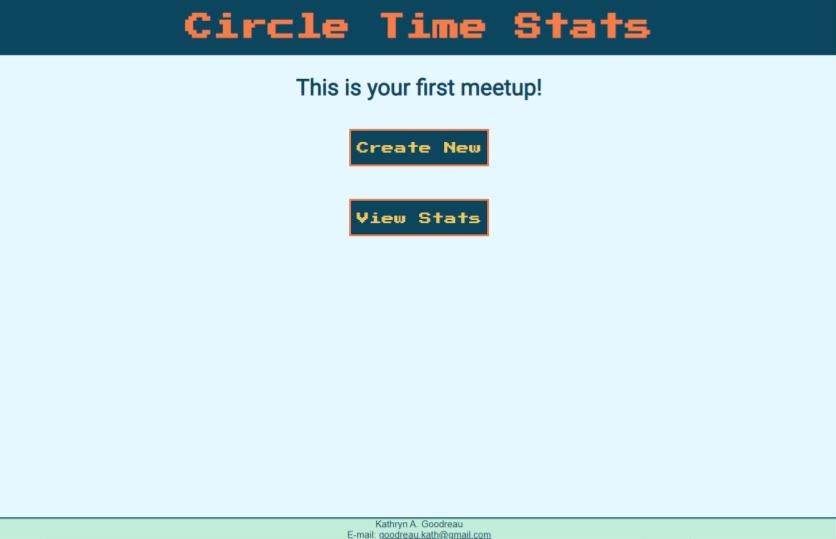 Circle Time Stats
This is your first meetup!
Create New
View Stats
Kathryn A. Goodreau
E-mail: goodreau.kath@gmail.com